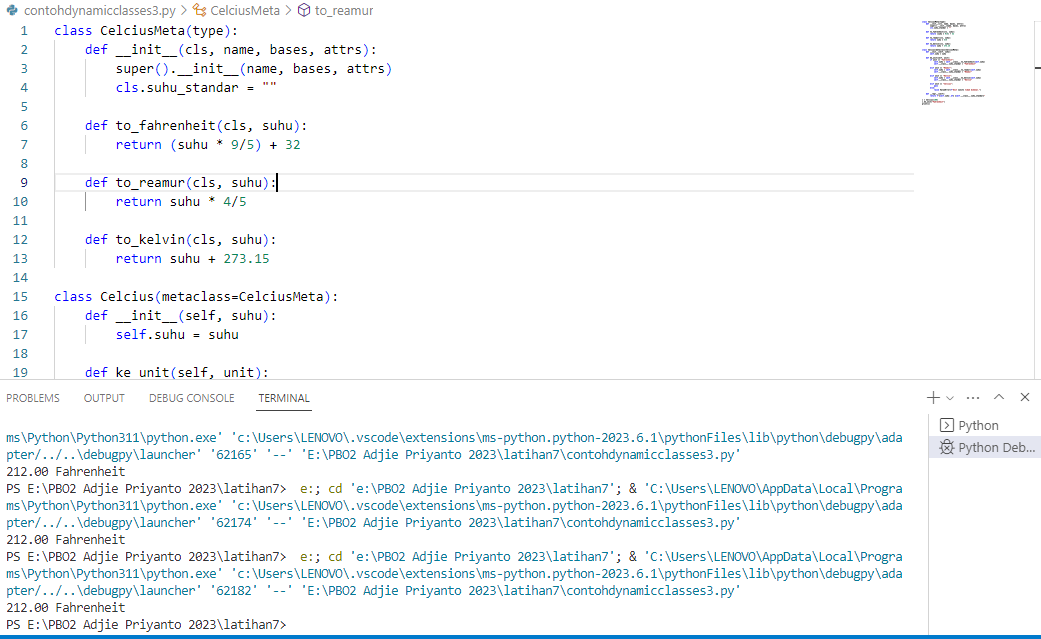 contohdynamicclasses3.py > CelciusMeta > to_reamur
1 class CelciusMeta(type):
2 def __init__(cls, name, bases, attrs):
3 super().__init__(name, bases, attrs)
4 cls.suhu_standar = ""
5
6 def to_fahrenheit(cls, suhu):
7 return (suhu * 9/5) + 32
8
9 def to_reamur(cls, suhu):
10 return suhu * 4/5
11
12 def to_kelvin(cls, suhu):
13 return suhu + 273.15
14
15 class Celcius(metaclass=CelciusMeta):
16 def __init__(self, suhu):
17 self.suhu = suhu
18
19 def ke_unit(self, unit):
PROBLEMS OUTPUT DEBUG CONSOLE TERMINAL
Python
Python Deb...
ms\Python\Python311\python.exe' 'c:\Users\LENOVO\.vscode\extensions\ms-python.python-2023.6.1\pythonFiles\lib\python\debugpy\ada
pter/../..\debugpy\launcher' '62165' '--' 'E:\PBO2 Adjie Priyanto 2023\latihan7\contohdynamicclasses3.py'
212.00 Fahrenheit
PS E:\PBO2 Adjie Priyanto 2023\latihan7> e:; cd 'e:\PBO2 Adjie Priyanto 2023\latihan7'; & 'C:\Users\LENOVO\AppData\Local\Progra
ms\Python\Python311\python.exe' 'c:\Users\LENOVO\.vscode\extensions\ms-python.python-2023.6.1\pythonFiles\lib\python\debugpy\ada
pter/../..\debugpy\launcher' '62174' '--' 'E:\PBO2 Adjie Priyanto 2023\latihan7\contohdynamicclasses3.py'
212.00 Fahrenheit
PS E:\PBO2 Adjie Priyanto 2023\latihan7> e:; cd 'e:\PBO2 Adjie Priyanto 2023\latihan7'; & 'C:\Users\LENOVO\AppData\Local\Progra
ms\Python\Python311\python.exe' 'c:\Users\LENOVO\.vscode\extensions\ms-python.python-2023.6.1\pythonFiles\lib\python\debugpy\ada
pter/../..\debugpy\launcher' '62182' '--' 'E:\PBO2 Adjie Priyanto 2023\latihan7\contohdynamicclasses3.py'
212.00 Fahrenheit
PS E:\PBO2 Adjie Priyanto 2023\latihan7>